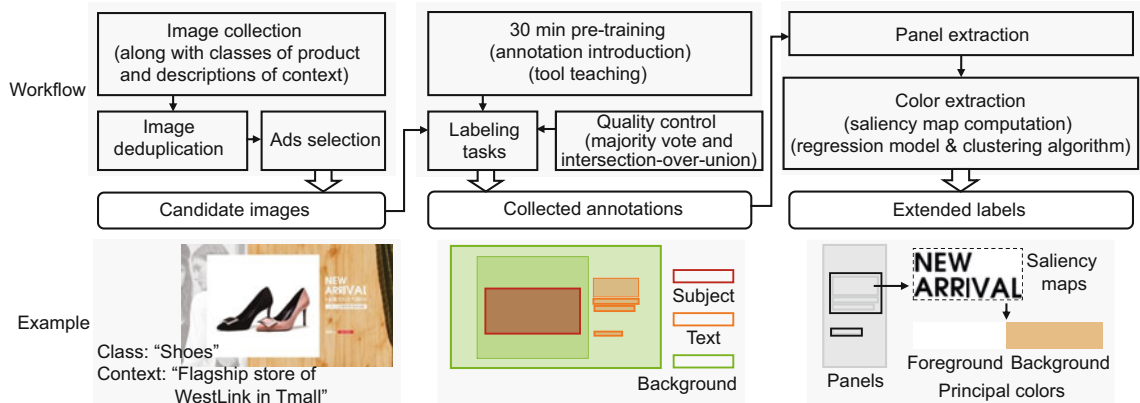 Workflow
Image collection
(along with classes of product
and descriptions of context)
Image
deduplication
Ads selection
Candidate images
30 min pre-training
(annotation introduction)
(tool teaching)
Labeling
tasks
Quality control
(majority vote and
intersection-over-union)
Collected annotations
Panel extraction
Color extraction
(saliency map computation)
(regression model & clustering algorithm)
Extended labels
Example
NEW
ARRIVAL
Class: “Shoes”
Context: “Flagship store of
WestLink in Tmall”
Subject
Text
Background
Panels
NEW
ARRIVAL
Saliency
maps
Foreground
Background
Principal colors